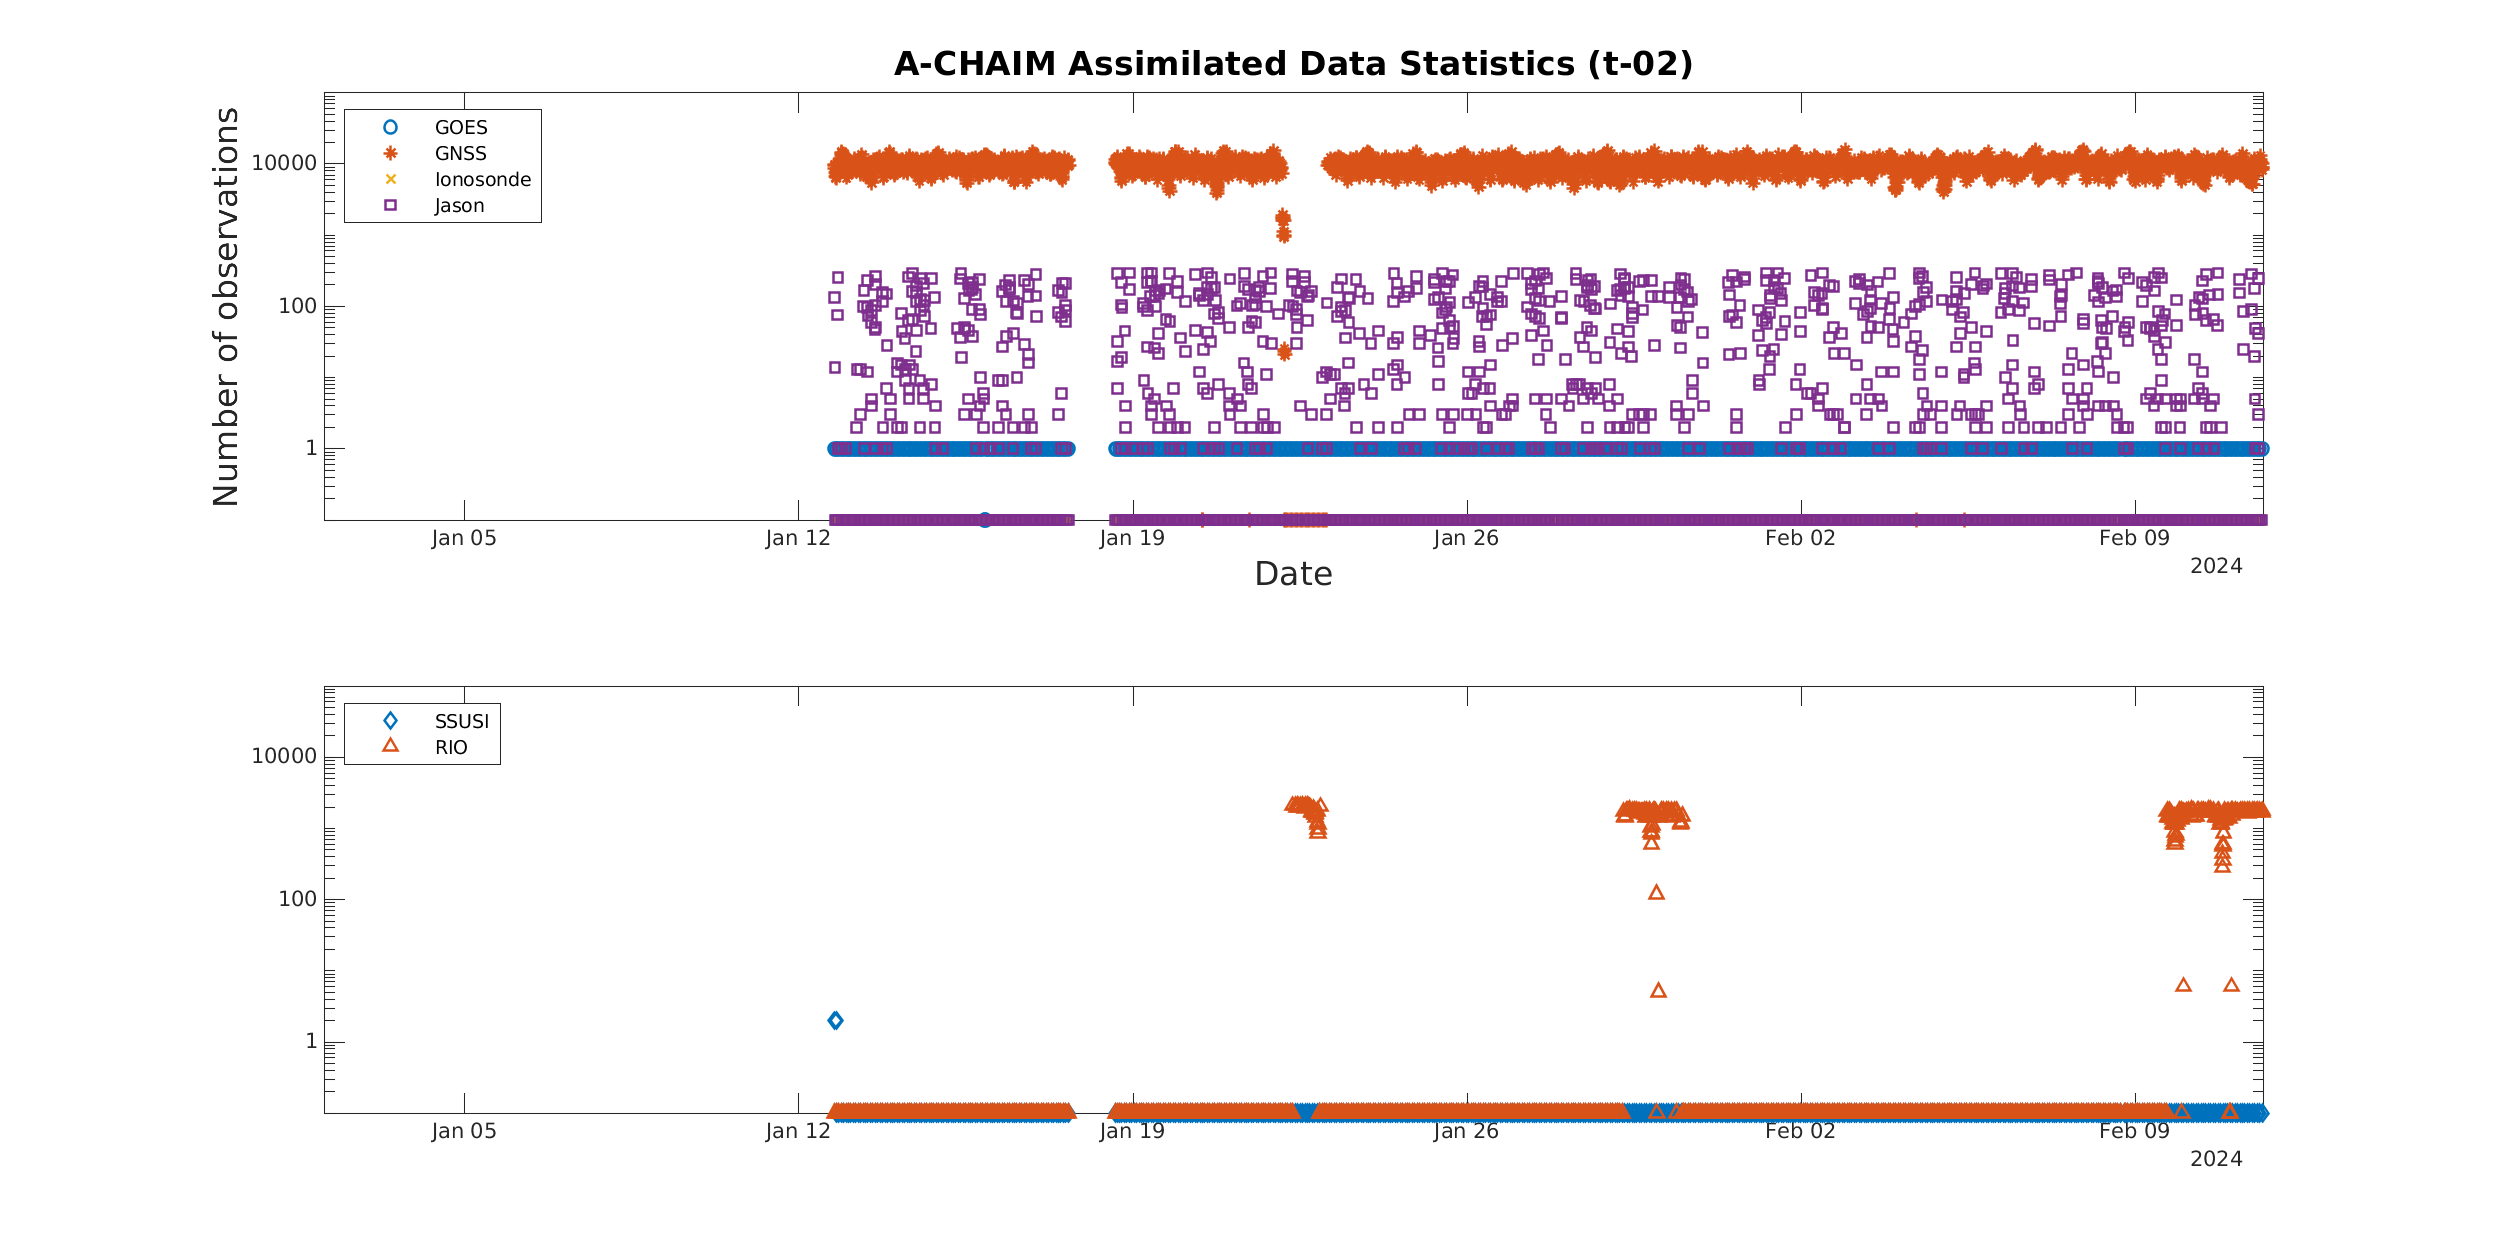 A-CHAIM Assimilated Data Statistics (t-02)
Number of observations
10000
100
1
GOES
GNSS
Ionosonde
Jason
Jan 05
Jan 12
Jan 19
Jan 26
Feb 02
Feb 09
2024
Date
10000
100
1
SSUSI
RIO
Jan 05
Jan 12
Jan 19
Jan 26
Feb 02
Feb 09
2024